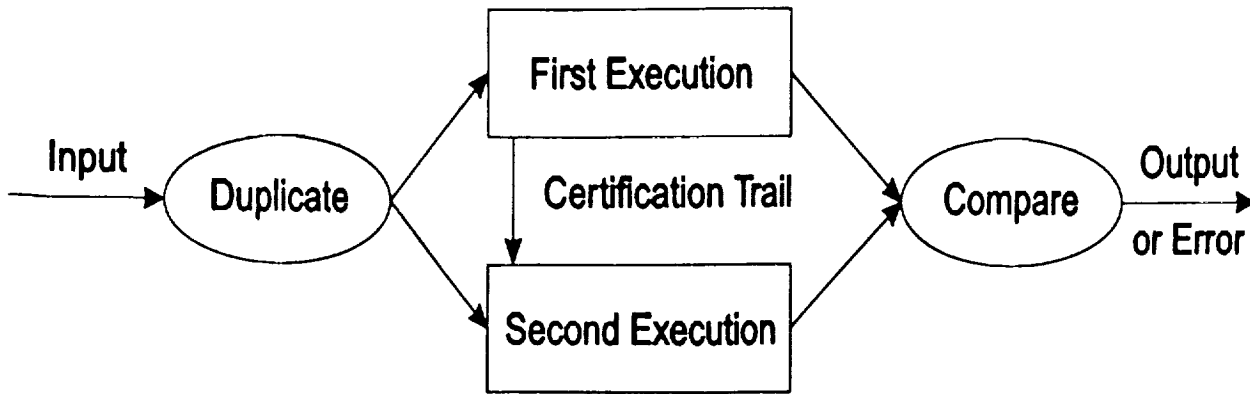 First Execution
Input
Duplicate
Certification Trail
Compare
Output
or Error
Second Execution